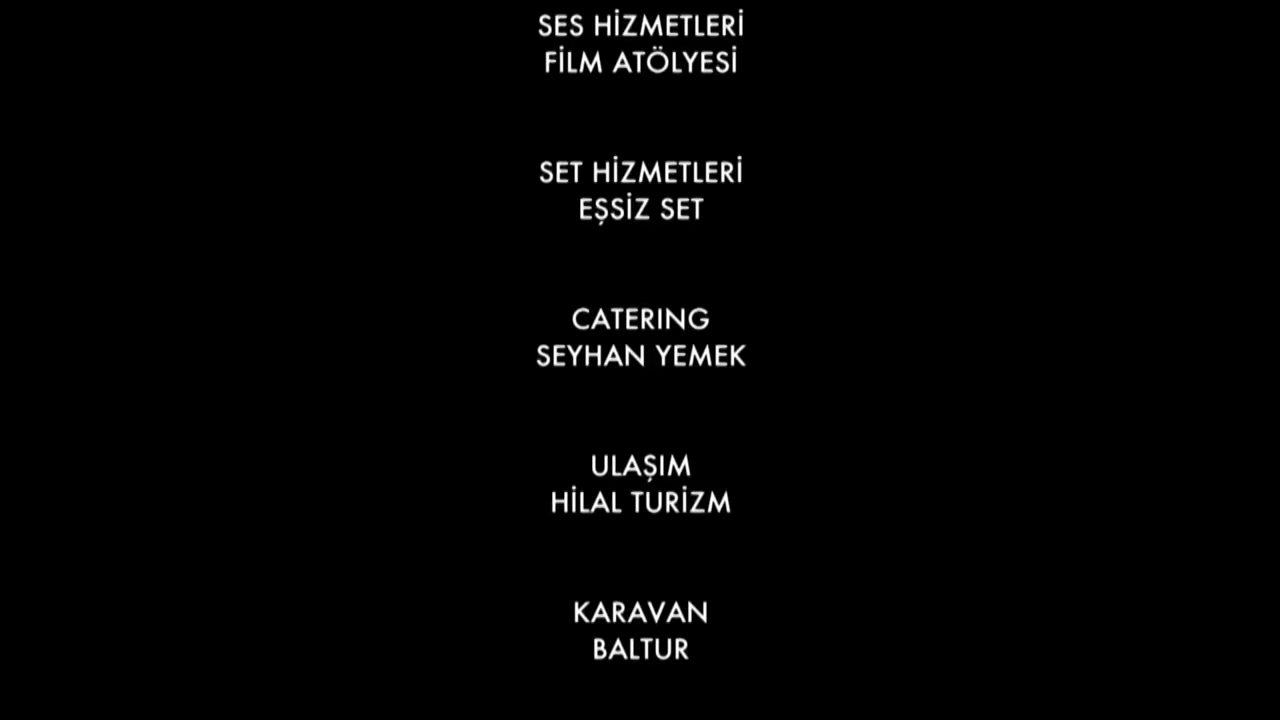 SES HİZMETLERİ
FİLM ATÖLYESİ
SET HİZMETLERİ
EŞSİZ SET
CATERING
SEYHAN YEMEK
ULAŞIM
HİLAL TURİZM
KARAVAN
BALTUR